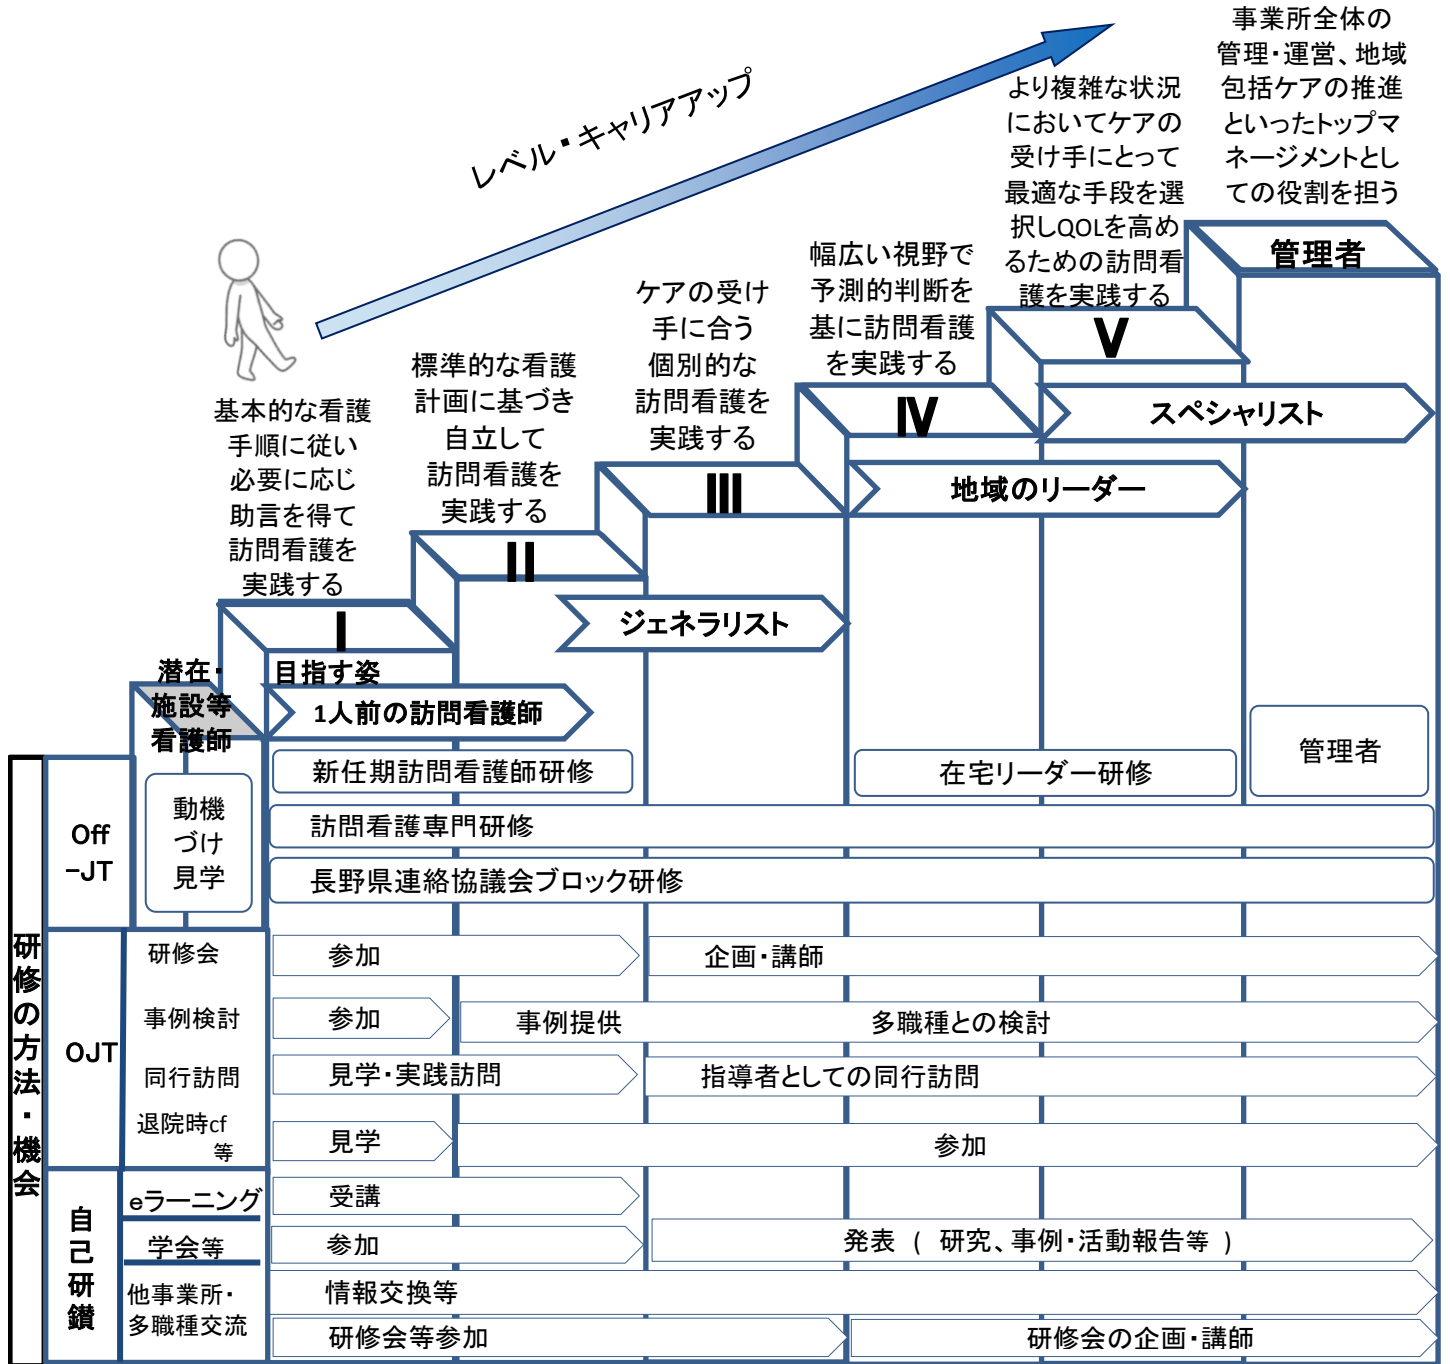 レベル・キャリアアップ
事業所全体の
管理・運営、地域
包括ケアの推進
といったトップマ
ネージメントとし
ての役割を担う
より複雑な状況
においてケアの
受け手にとって
最適な手段を選
択しQOLを高め
るための訪問看
護を実践する
幅広い視野で
予測的判断を
基に訪問看護
を実践する
ケアの受け
手に合う
個別的な
訪問看護を
実践する
標準的な看護
計画に基づき
自立して
訪問看護を
実践する
基本的な看護
手順に従い
必要に応じ
助言を得て
訪問看護を
実践する
管理者
Ⅴ
スペシャリスト
Ⅳ
地域のリーダー
Ⅲ
Ⅱ
ジェネラリスト
Ⅰ
目指す姿
1人前の訪問看護師
潜在・
施設等
看護師
研修の方法・機会
Off
-JT
動機
づけ
見学
新任期訪問看護師研修
在宅リーダー研修
管理者
訪問看護専門研修
長野県連絡協議会ブロック研修
OJT
研修会
参加
企画・講師
事例検討
参加
事例提供
多職種との検討
同行訪問
見学・実践訪問
指導者としての同行訪問
退院時cf
等
見学
参加
自己研鑽
eラーニング
受講
学会等
参加
発表 ( 研究、事例・活動報告等 )
他事業所・
多職種交流
情報交換等
研修会等参加
研修会の企画・講師